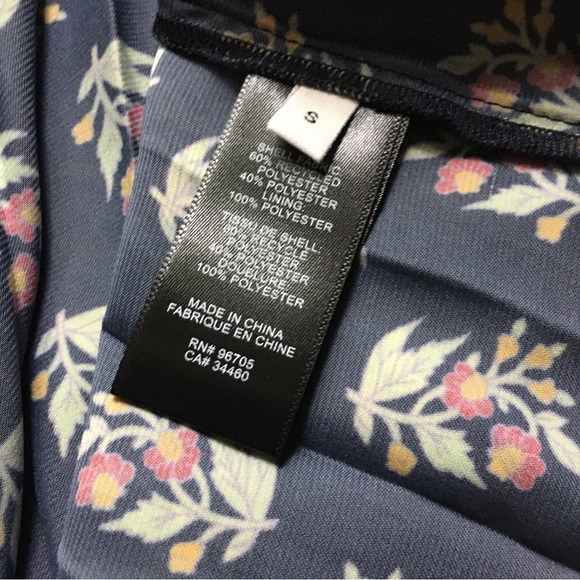 S
SHELL FABRIC
60% RECYCLED
POLYESTER
40% POLYESTER
LINING
100% POLYESTER
TISSU DE SHELL:
60% RECYCLE
POLYESTER
40% POLYESTER
DOUELURE:
100% POLYESTER
MADE IN CHINA
FABRIQUE EN CHINE
RN# 96705
CA# 34460